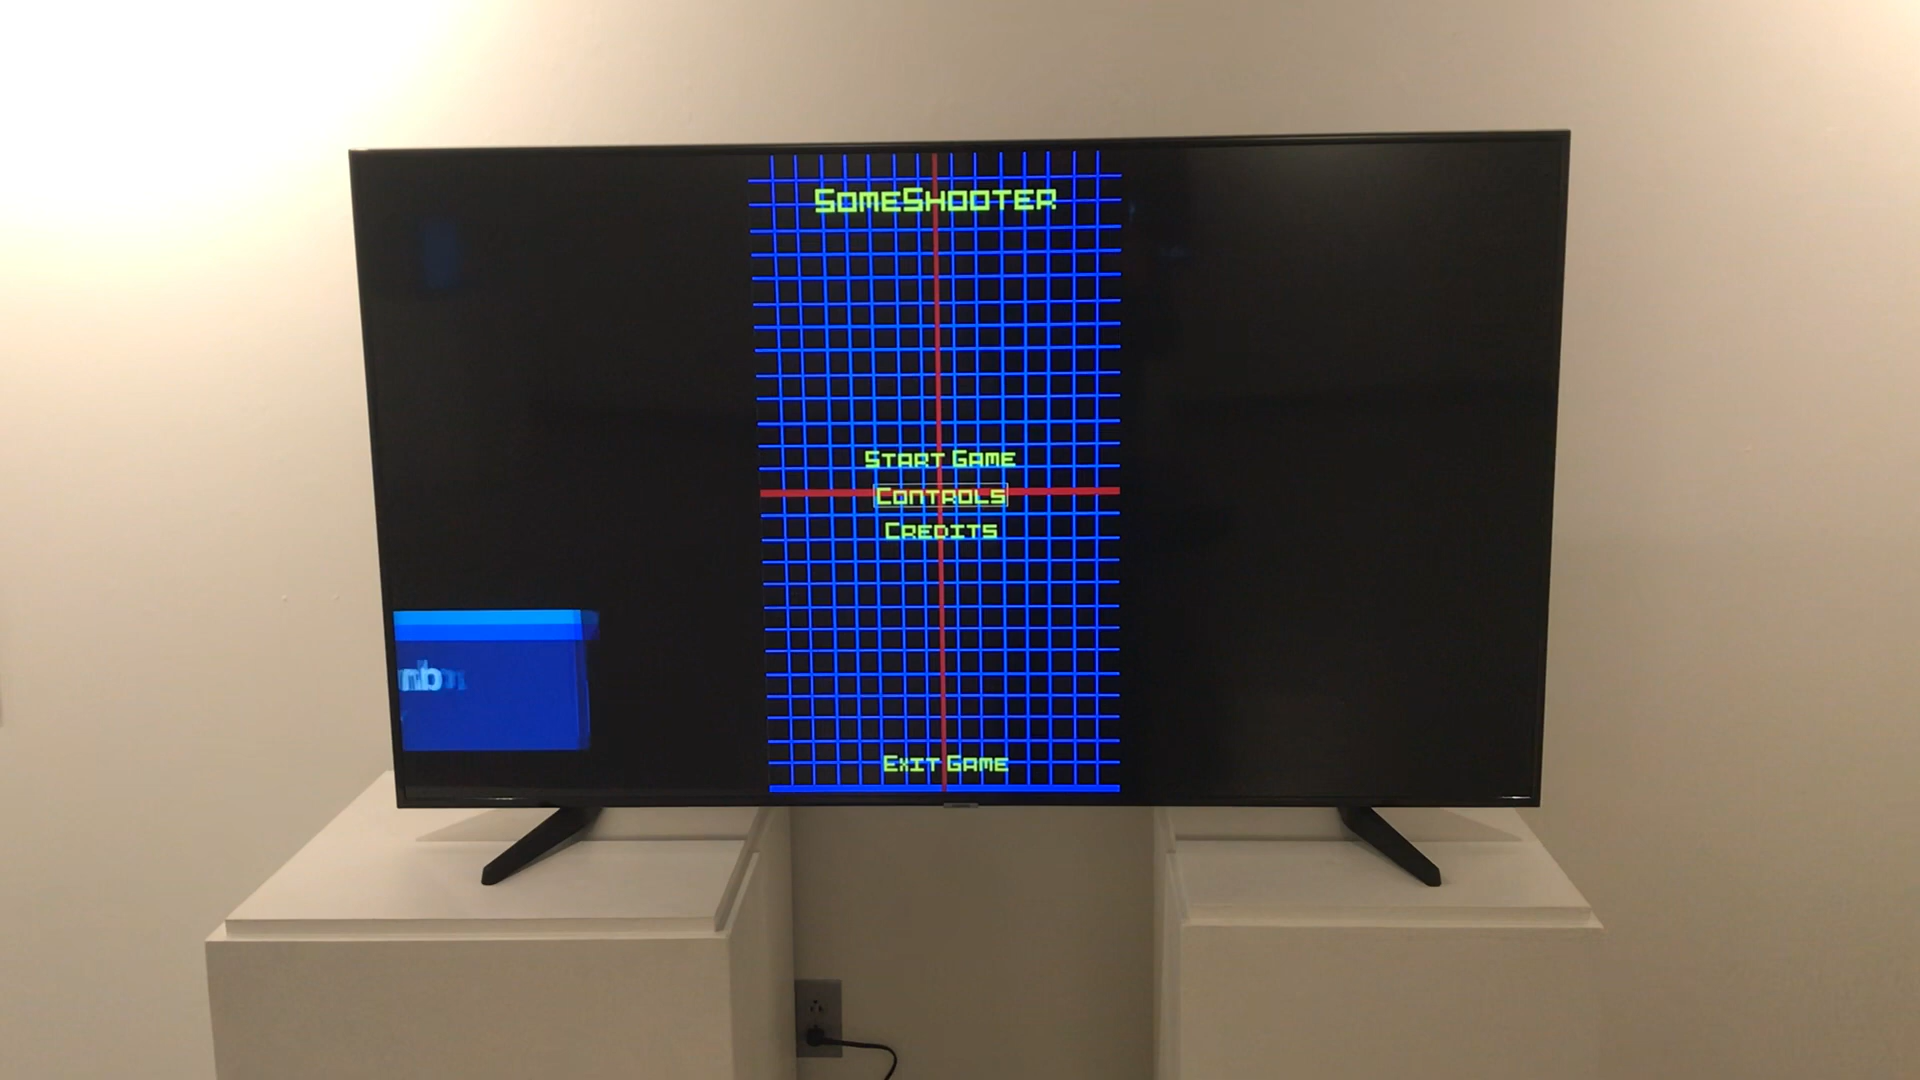 SomeShooter
Start Game
Controls
Credits
Exit Game